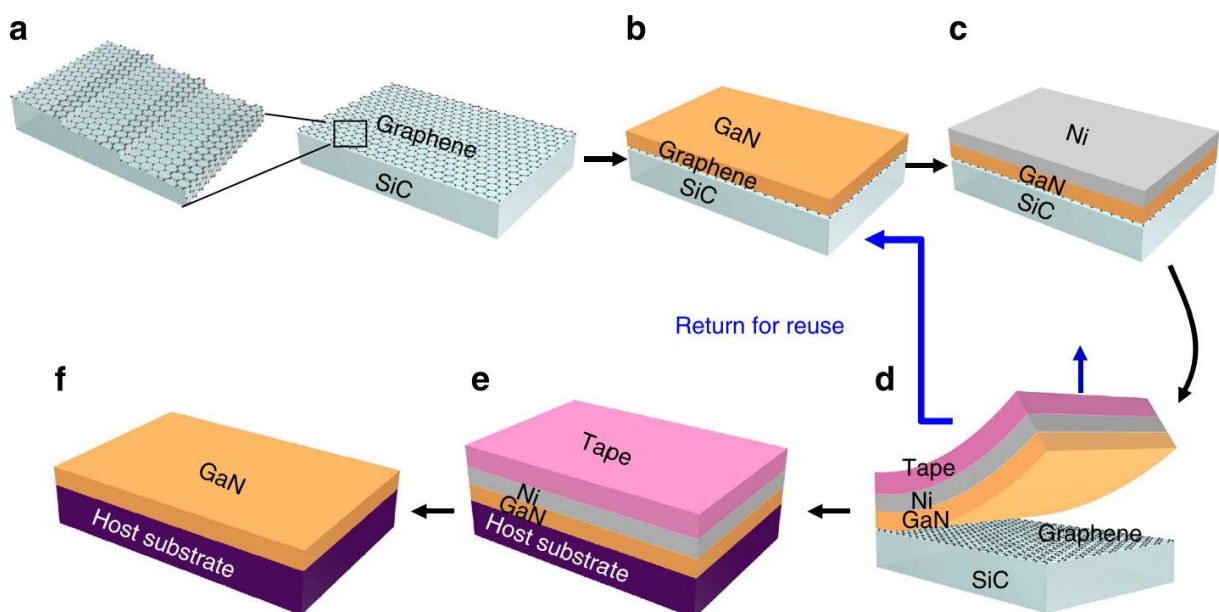 a
Graphene
SiC
b
GaN
Graphene
SiC
c
Ni
GaN
SiC
Return for reuse
f
GaN
Host substrate
e
Tape
Ni
GaN
Host substrate
d
Tape
Ni
GaN
Graphene
SiC